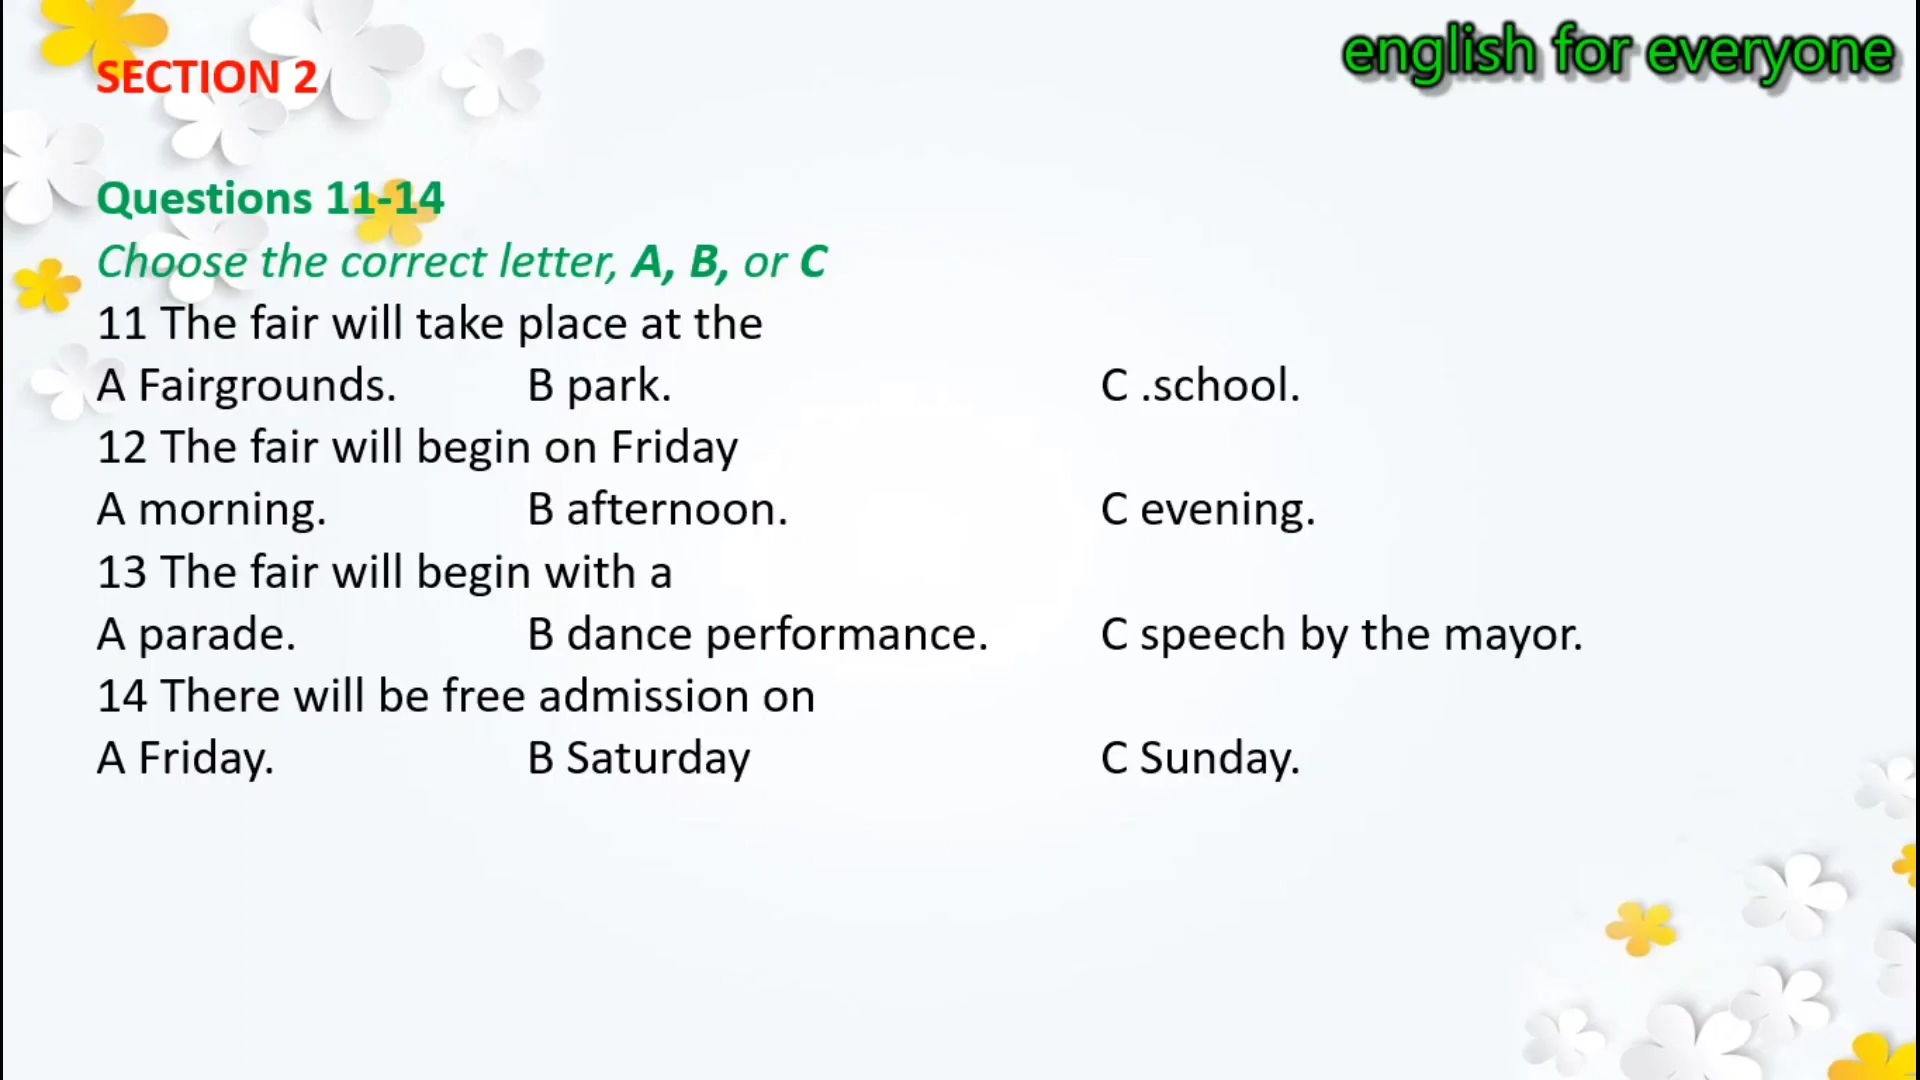 SECTION 2
english for everyone
Questions 11-14
Choose the correct letter, A, B, or C
11 The fair will take place at the
A Fairgrounds. B park. C .school.
12 The fair will begin on Friday
A morning. B afternoon. C evening.
13 The fair will begin with a
A parade. B dance performance. C speech by the mayor.
14 There will be free admission on
A Friday. B Saturday C Sunday.